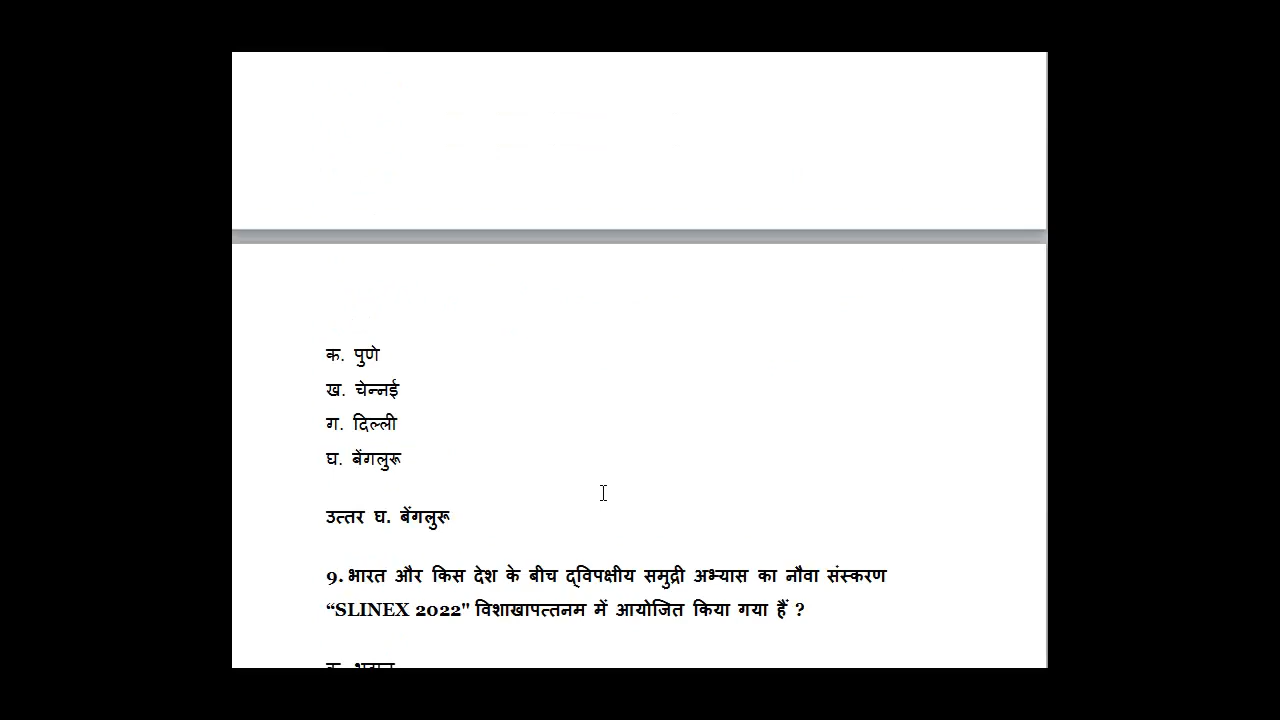 क. पुणे
ख. चेन्नई
ग. दिल्ली
घ. बेंगलुरू
उत्तर घ. बेंगलुरू
9. भारत और किस देश के बीच द्विपक्षीय समुद्री अभ्यास का नौवा संस्करण
“SLINEX 2022" विशाखापत्तनम में आयोजित किया गया हैं ?